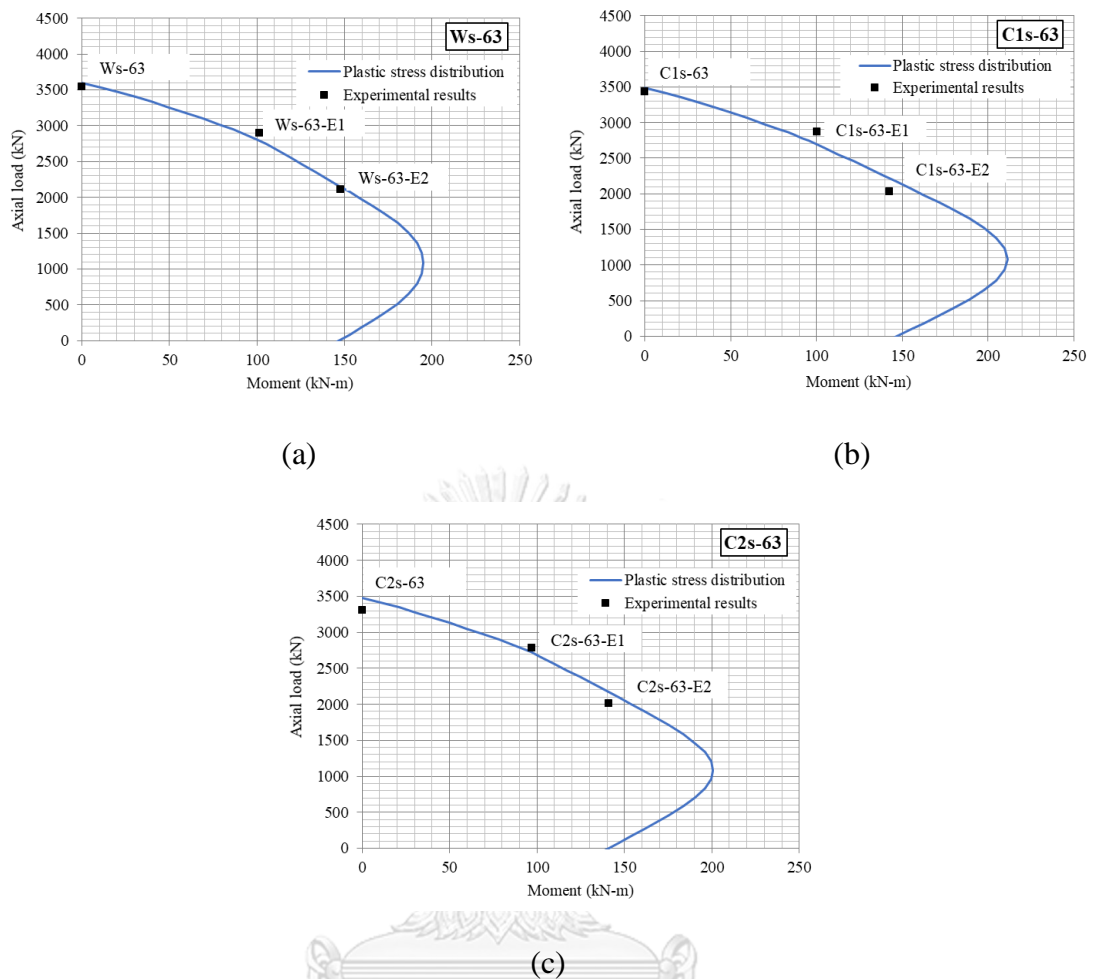 Ws-63
4500
4000
3500
3000
2500
2000
1500
1000
500
0
Axial load (kN)
Ws-63
Plastic stress distribution
Experimental results
Ws-63-E1
Ws-63-E2
0 50 100 150 200 250
Moment (kN-m)
(a)
C1s-63
4500
4000
3500
3000
2500
2000
1500
1000
500
0
Axial load (kN)
C1s-63
Plastic stress distribution
Experimental results
C1s-63-E1
C1s-63-E2
0 50 100 150 200 250
Moment (kN-m)
(b)
C2s-63
4500
4000
3500
3000
2500
2000
1500
1000
500
0
Axial load (kN)
C2s-63
Plastic stress distribution
Experimental results
C2s-63-E1
C2s-63-E2
0 50 100 150 200 250
Moment (kN-m)
(c)